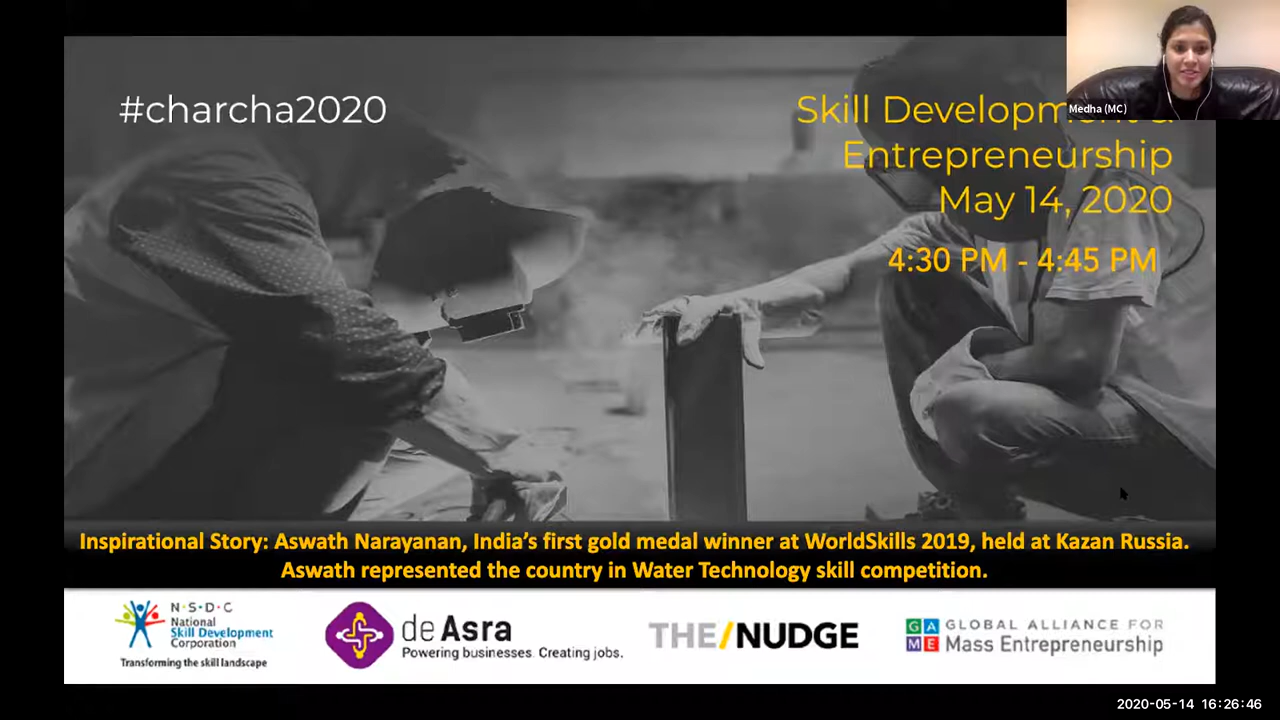 #charcha2020
Skill Development &
Entrepreneurship
May 14, 2020
4:30 PM - 4:45 PM
Medha (MC)
Inspirational Story: Aswath Narayanan, India’s first gold medal winner at WorldSkills 2019, held at Kazan Russia.
Aswath represented the country in Water Technology skill competition.
N·S·D·C
National
Skill Development
Corporation
Transforming the skill landscape
de Asra
Powering businesses. Creating jobs.
THE/NUDGE
GAME
GLOBAL ALLIANCE FOR
Mass Entrepreneurship
2020-05-14 16:26:46